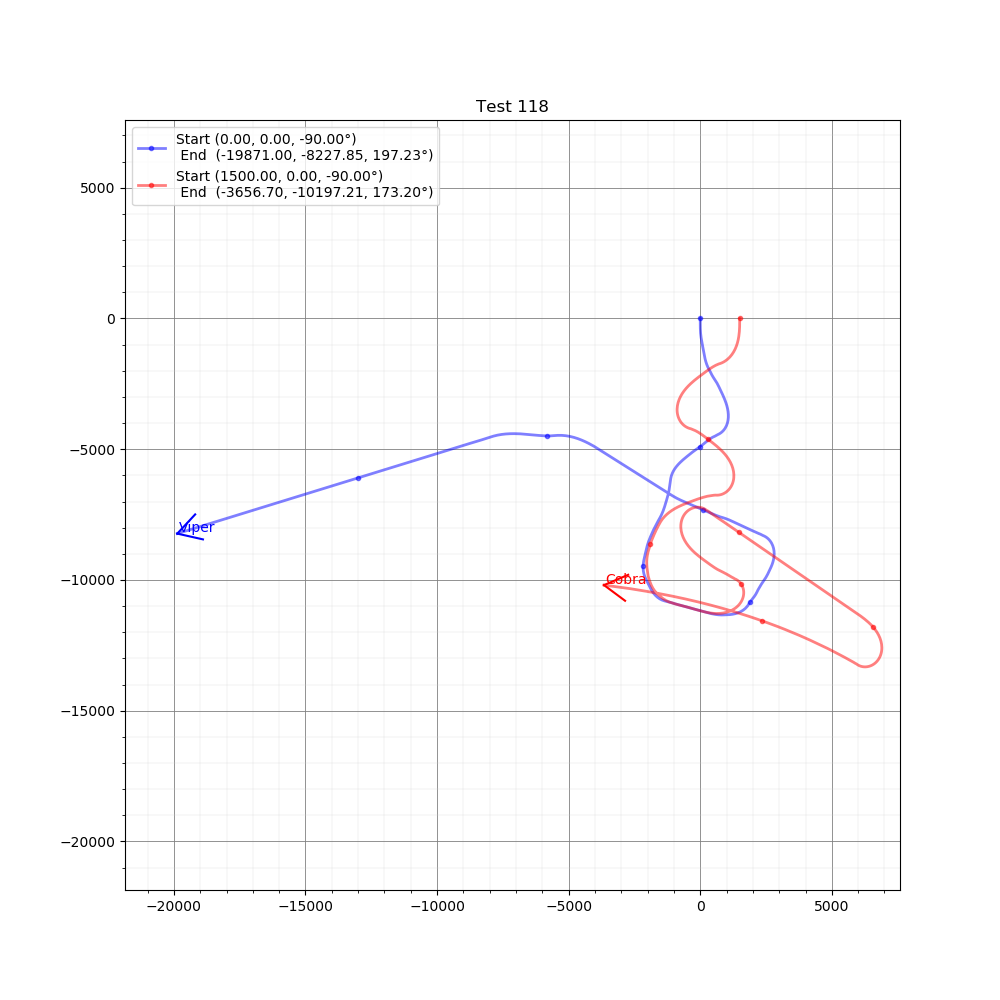 Test 118
Start (0.00, 0.00, -90.00°)
End  (-19871.00, -8227.85, 197.23°)
Start (1500.00, 0.00, -90.00°)
End  (-3656.70, -10197.21, 173.20°)
5000
0
−5000
−10000
−15000
−20000
Viper
Cobra
−20000
−15000
−10000
−5000
0
5000